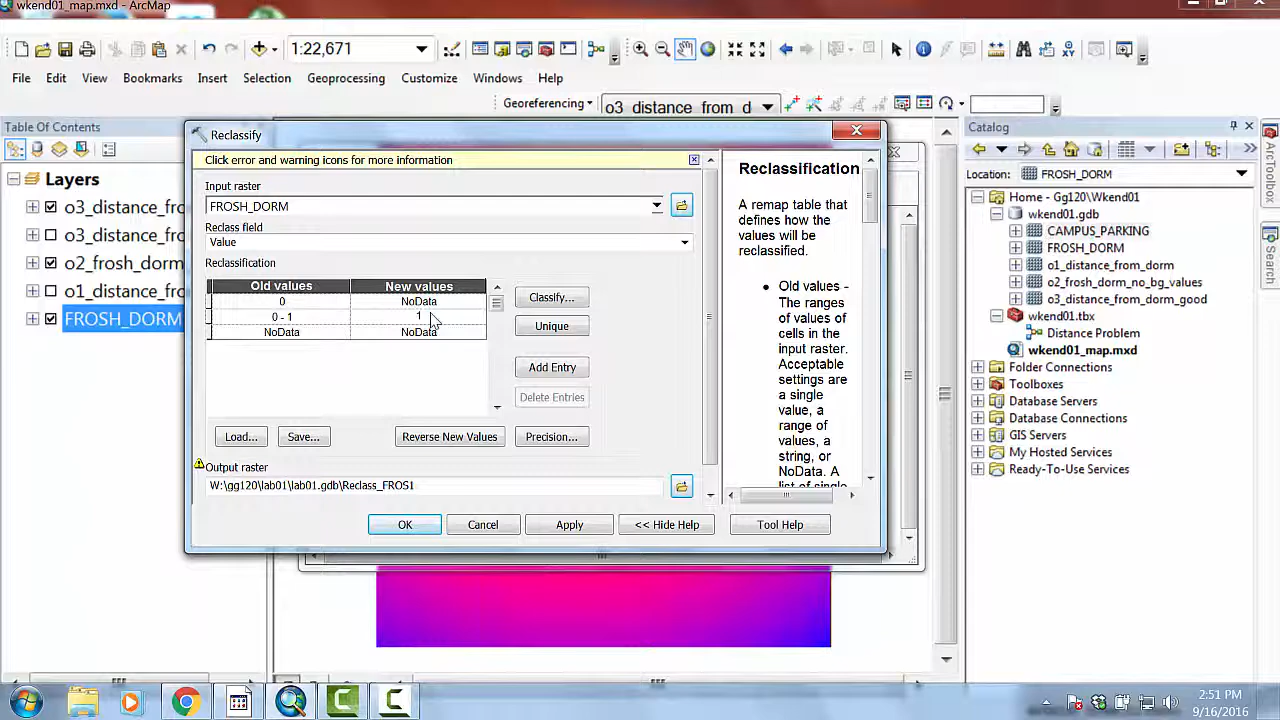 wkend01_map.mxd - ArcMap
1:22,671
File Edit View Bookmarks Insert Selection Geoprocessing Customize Windows Help
Georeferencing
o3_distance_from_d
Table Of Contents
Layers
o3_distance_fro
o3_distance_fro
o2_frosh_dorm
o1_distance_fro
FROSH_DORM
Reclassify
Click error and warning icons for more information
Input raster
FROSH_DORM
Reclass field
Value
Reclassification
Old values New values
0 NoData
0 - 1 1
NoData NoData
Classify...
Unique
Add Entry
Delete Entries
Load... Save... Reverse New Values Precision...
Output raster
W:\gg120\lab01\lab01.gdb\Reclass_FROS1
OK Cancel Apply << Hide Help Tool Help
Reclassification
A remap table that
defines how the
values will be
reclassified.
Old values -
The ranges
of values of
cells in the
input raster.
Acceptable
settings are
a single
value, a
range of
values, a
string, or
NoData. A
list of single
Catalog
Location: FROSH_DORM
Home - Gg120\Wkend01
wkend01.gdb
CAMPUS_PARKING
FROSH_DORM
o1_distance_from_dorm
o2_frosh_dorm_no_bg_values
o3_distance_from_dorm_good
wkend01.tbx
Distance Problem
wkend01_map.mxd
Folder Connections
Toolboxes
Database Servers
Database Connections
GIS Servers
My Hosted Services
Ready-To-Use Services
ArcToolbox
Search
2:51 PM
9/16/2016